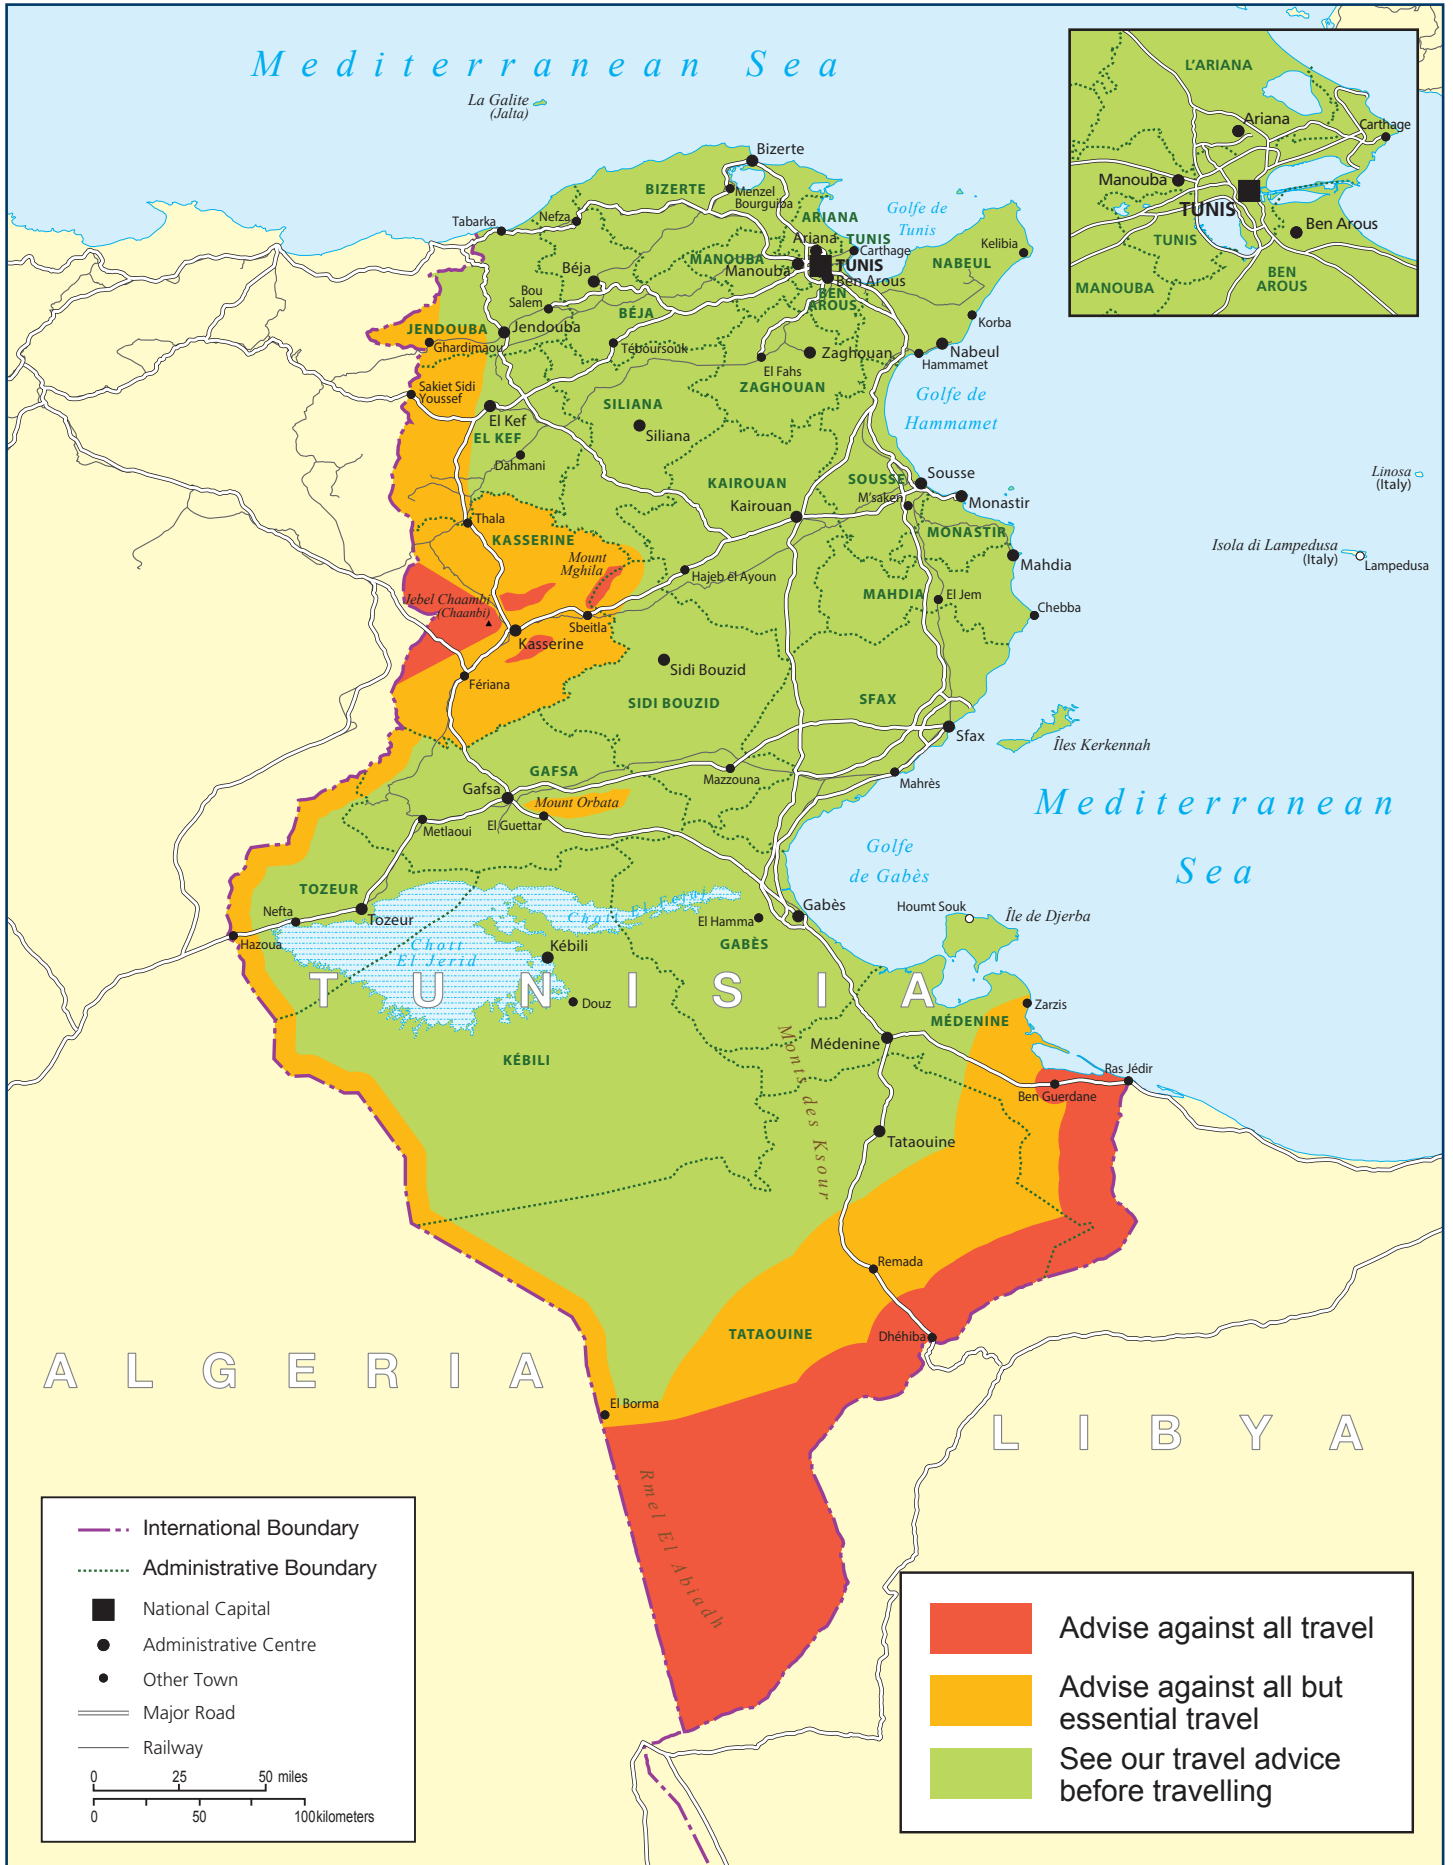 Mediterranean Sea
La Galite
(Jalta)
Bizerte
BIZERTE
Menzel
Bourguiba
Tabarka
Nefza
ARIANA
Golfe de
Tunis
Ariana
TUNIS
Carthage
Kelibia
MANOUBA
Manouba
TUNIS
NABEUL
Béja
Ben Arous
BEN
AROUS
Bou
Salem
BÉJA
Korba
JENDOUBA
Jendouba
Ghardimaou
Téboursouk
Zaghouan
El Fahs
Nabeul
Hammamet
ZAGHOUAN
Sakiet Sidi
Youssef
Golfe de
Hammamet
SILIANA
El Kef
EL KEF
Siliana
Dahmani
KAIROUAN
SOUSSE
Sousse
M'saken
Monastir
Kairouan
Thala
KASSERINE
MONASTIR
Mount
Mghila
Mahdia
Hajeb El Ayoun
Jebel Chaambi
(Chaanbi)
MAHDIA
El Jem
Chebba
Sbeitla
Kasserine
Sidi Bouzid
Fériana
SIDI BOUZID
SFAX
Sfax
Îles Kerkennah
GAFSA
Mazzouna
Mahrès
Gafsa
Mount Orbata
El Guettar
Metlaoui
Mediterranean
Sea
Golfe
de Gabès
TOZEUR
Nefta
Tozeur
Chott El Fejaj
Gabès
El Hamma
GABÈS
Houmt Souk
Île de Djerba
Hazoua
Chott
El Jerid
Kébili
TUNISIA
Douz
Zarzis
MÉDENINE
Médenine
KÉBILI
Monts des Ksour
Ras Jédir
Ben Guerdane
Tataouine
Remada
TATAOUINE
Dhéhiba
ALGERIA
El Borma
LIBYA
Rmel El Abiadh
Linosa
(Italy)
Isola di Lampedusa
(Italy)
Lampedusa
L'ARIANA
Ariana
Carthage
Manouba
TUNIS
Ben Arous
TUNIS
MANOUBA
BEN
AROUS
International Boundary
Administrative Boundary
National Capital
Administrative Centre
Other Town
Major Road
Railway
0 25 50 miles
0 50 100kilometers
Advise against all travel
Advise against all but
essential travel
See our travel advice
before travelling